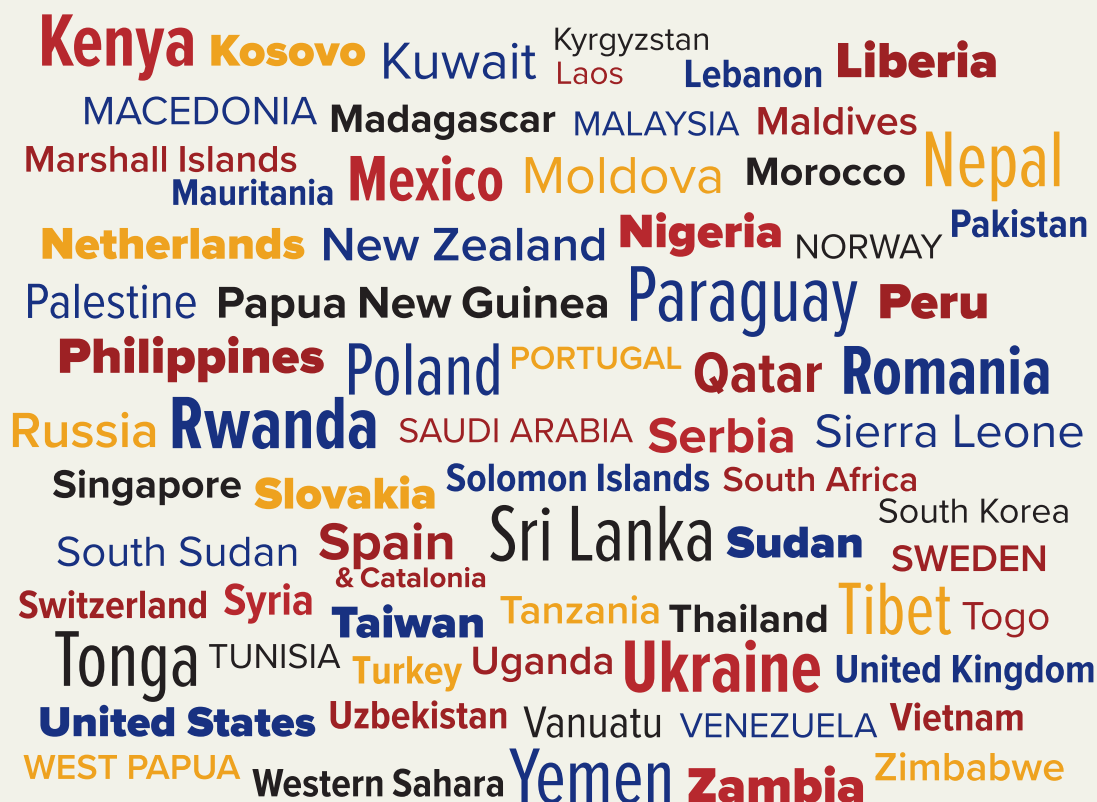 Kenya Kosovo Kuwait Kyrgyzstan
Laos Lebanon Liberia
MACEDONIA Madagascar MALAYSIA Maldives
Marshall Islands
Mauritania Mexico Moldova Morocco Nepal
Netherlands New Zealand Nigeria NORWAY Pakistan
Palestine Papua New Guinea Paraguay Peru
Philippines Poland PORTUGAL Qatar Romania
Russia Rwanda SAUDI ARABIA Serbia Sierra Leone
Singapore Slovakia Solomon Islands South Africa
South Korea
South Sudan Spain Sri Lanka Sudan SWEDEN
& Catalonia
Switzerland Syria Taiwan Tanzania Thailand Tibet Togo
Tonga TUNISIA Turkey Uganda Ukraine United Kingdom
United States Uzbekistan Vanuatu VENEZUELA Vietnam
WEST PAPUA Western Sahara Yemen Zambia Zimbabwe